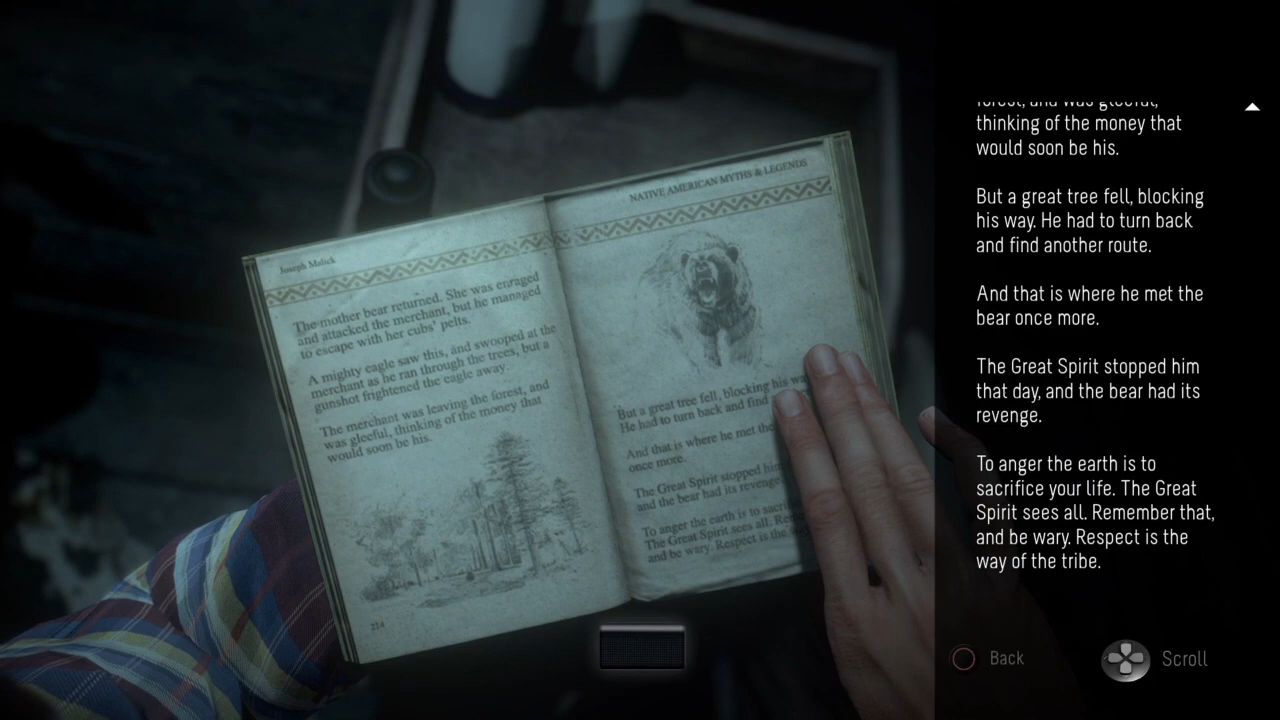 Joseph Malick
The mother bear returned. She was enraged
and attacked the merchant, but he managed
to escape with her cubs' pelts.
A mighty eagle saw this, and swooped at the
merchant as he ran through the trees, but a
gunshot frightened the eagle away.
The merchant was leaving the forest, and
was gleeful, thinking of the money that
would soon be his.
214
NATIVE AMERICAN MYTHS & LEGENDS
But a great tree fell, blocking his
He had to turn back and find
And that is where he met the
once more.
The Great Spirit stopped him
and the bear had its revenge.
To anger the earth is to
The Great Spirit sees all.
and be wary. Respect is the
forest, and was gleeful,
thinking of the money that
would soon be his.
But a great tree fell, blocking
his way. He had to turn back
and find another route.
And that is where he met the
bear once more.
The Great Spirit stopped him
that day, and the bear had its
revenge.
To anger the earth is to
sacrifice your life. The Great
Spirit sees all. Remember that,
and be wary. Respect is the
way of the tribe.
Back
Scroll